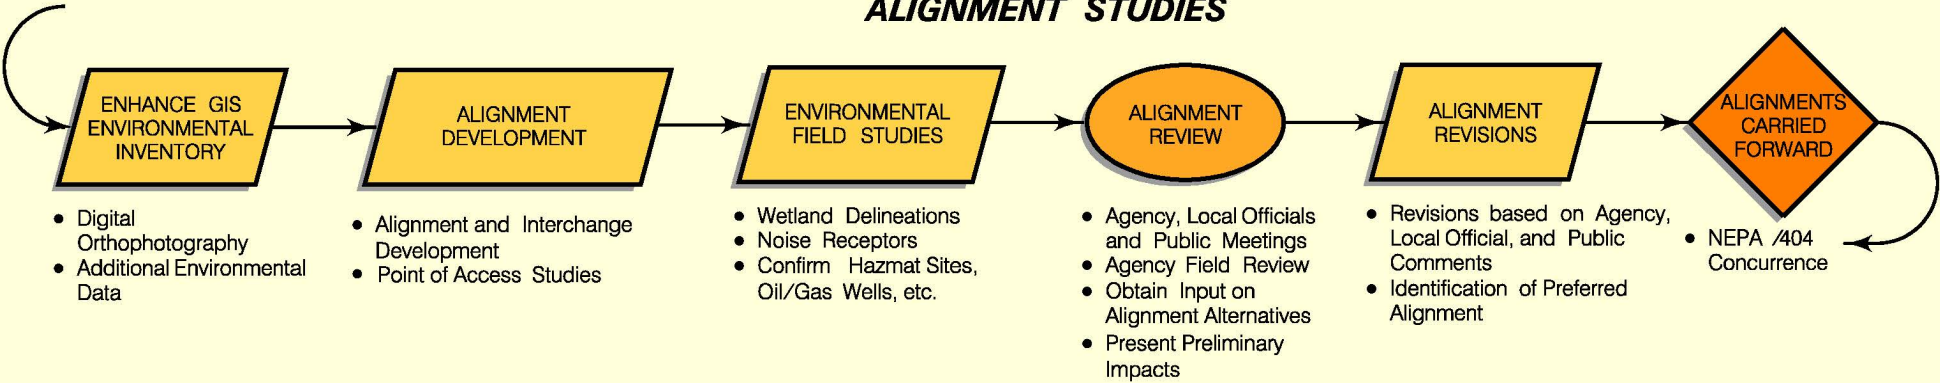 ALIGNMENT STUDIES
ENHANCE GIS
ENVIRONMENTAL
INVENTORY
• Digital
Orthophotography
• Additional Environmental
Data
ALIGNMENT
DEVELOPMENT
• Alignment and Interchange
Development
• Point of Access Studies
ENVIRONMENTAL
FIELD STUDIES
• Wetland Delineations
• Noise Receptors
• Confirm Hazmat Sites,
Oil/Gas Wells, etc.
ALIGNMENT
REVIEW
• Agency, Local Officials
and Public Meetings
• Agency Field Review
• Obtain Input on
Alignment Alternatives
• Present Preliminary
Impacts
ALIGNMENT
REVISIONS
• Revisions based on Agency,
Local Official, and Public
Comments
• Identification of Preferred
Alignment
ALIGNMENTS
CARRIED
FORWARD
• NEPA /404
Concurrence